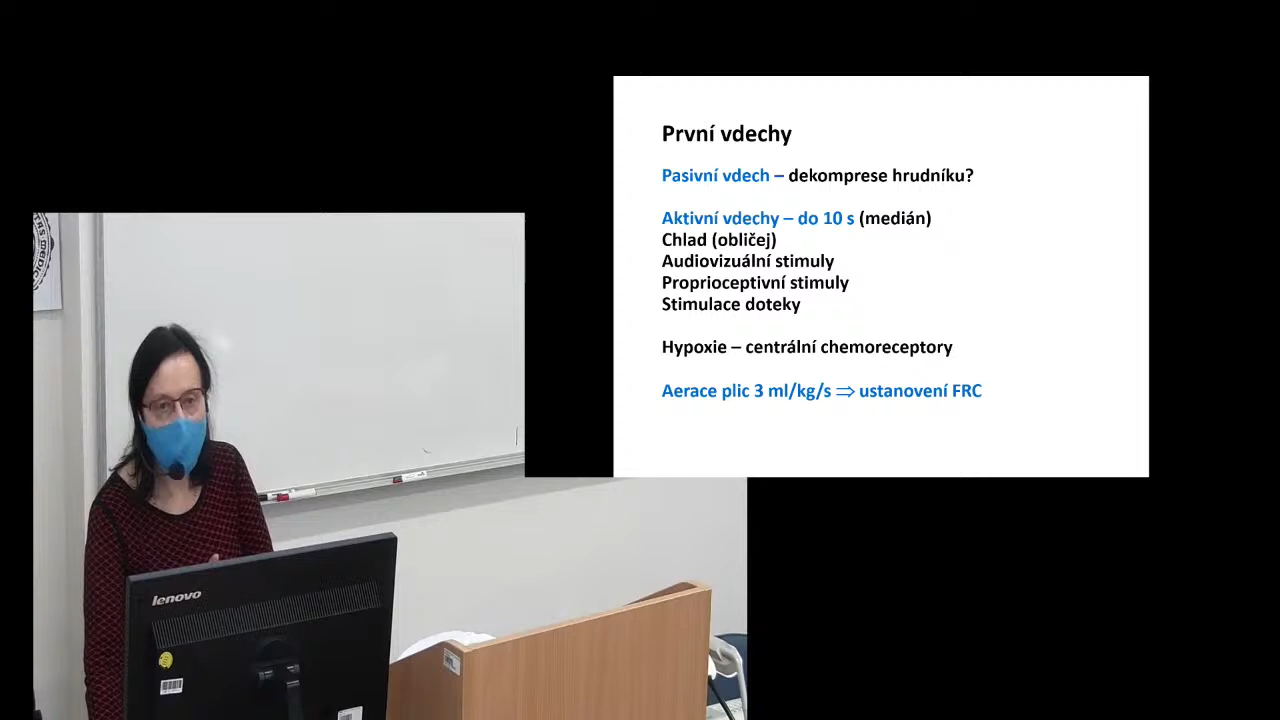 První vdechy
Pasivní vdech – dekomprese hrudníku?
Aktivní vdechy – do 10 s (medián)
Chlad (obličej)
Audiovizuální stimuly
Proprioceptivní stimuly
Stimulace doteky
Hypoxie – centrální chemoreceptory
Aerace plic 3 ml/kg/s ⇒ ustanovení FRC
lenovo